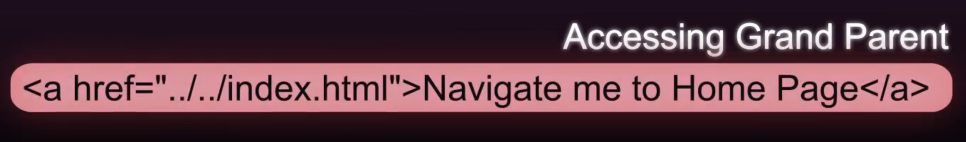 Accessing Grand Parent
<a href="../../index.html">Navigate me to Home Page</a>